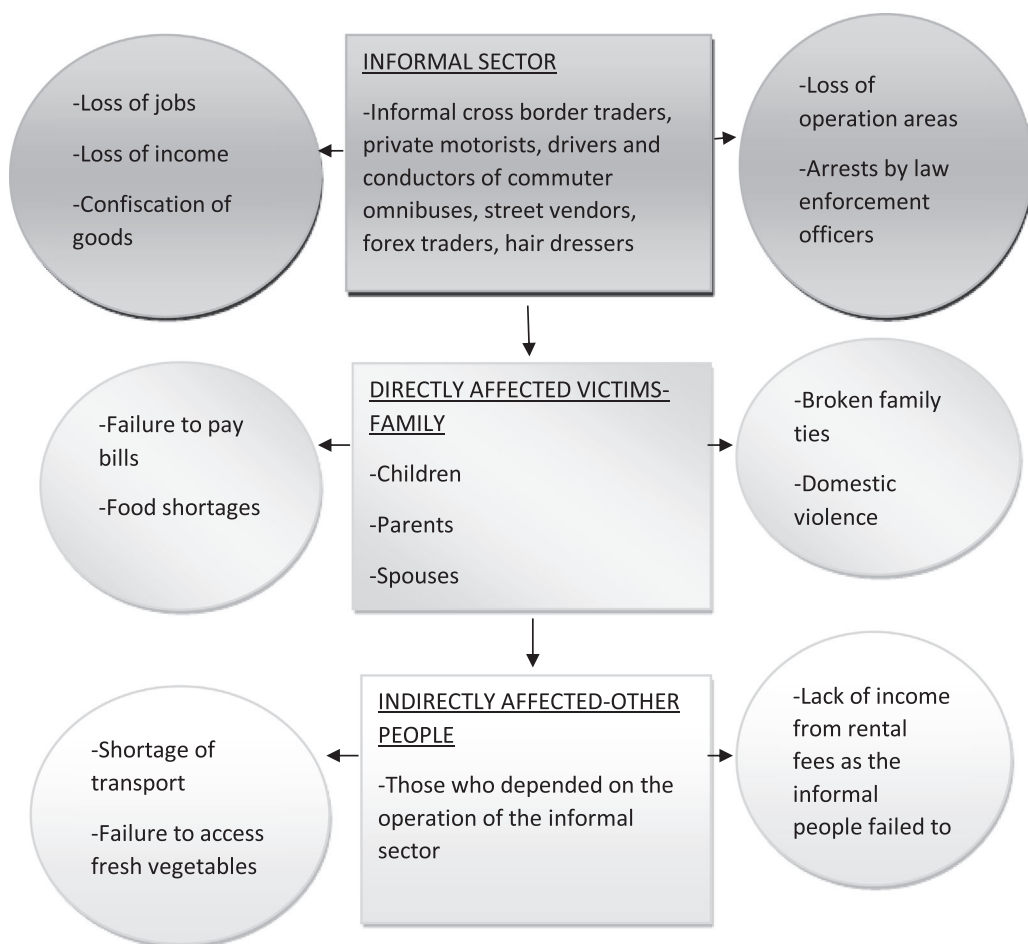 -Loss of jobs
-Loss of income
-Confiscation of
goods
INFORMAL SECTOR
-Informal cross border traders,
private motorists, drivers and
conductors of commuter
omnibuses, street vendors,
forex traders, hair dressers
-Loss of
operation areas
-Arrests by law
enforcement
officers
-Failure to pay
bills
-Food shortages
DIRECTLY AFFECTED VICTIMS-
FAMILY
-Children
-Parents
-Spouses
-Broken family
ties
-Domestic
violence
-Shortage of
transport
-Failure to access
fresh vegetables
INDIRECTLY AFFECTED-OTHER
PEOPLE
-Those who depended on the
operation of the informal
sector
-Lack of income
from rental
fees as the
informal
people failed to